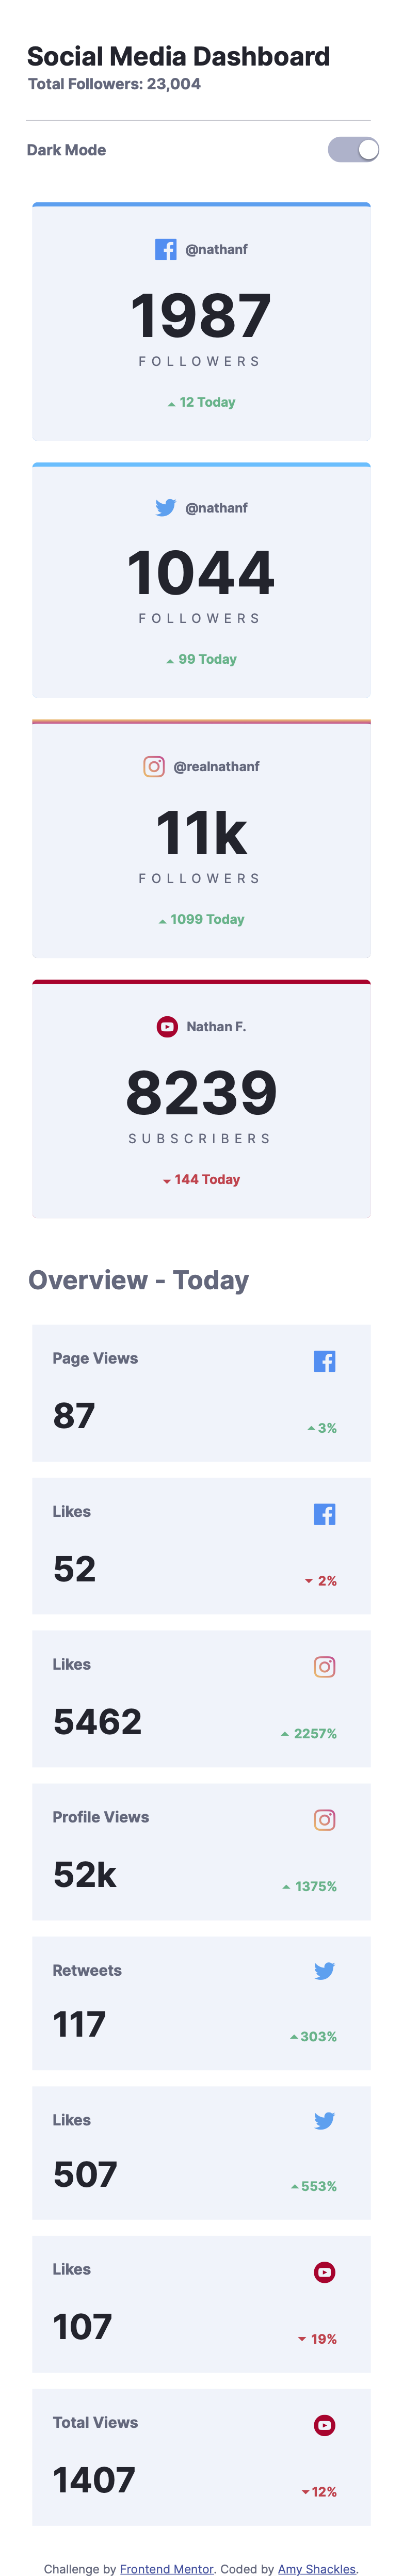 Social Media Dashboard
Total Followers: 23,004
Dark Mode
@nathanf
1987
FOLLOWERS
12 Today
@nathanf
1044
FOLLOWERS
99 Today
@realnathanf
11k
FOLLOWERS
1099 Today
Nathan F.
8239
SUBSCRIBERS
144 Today
Overview - Today
Page Views
87
3%
Likes
52
2%
Likes
5462
2257%
Profile Views
52k
1375%
Retweets
117
303%
Likes
507
553%
Likes
107
19%
Total Views
1407
12%
Challenge by Frontend Mentor. Coded by Amy Shackles.